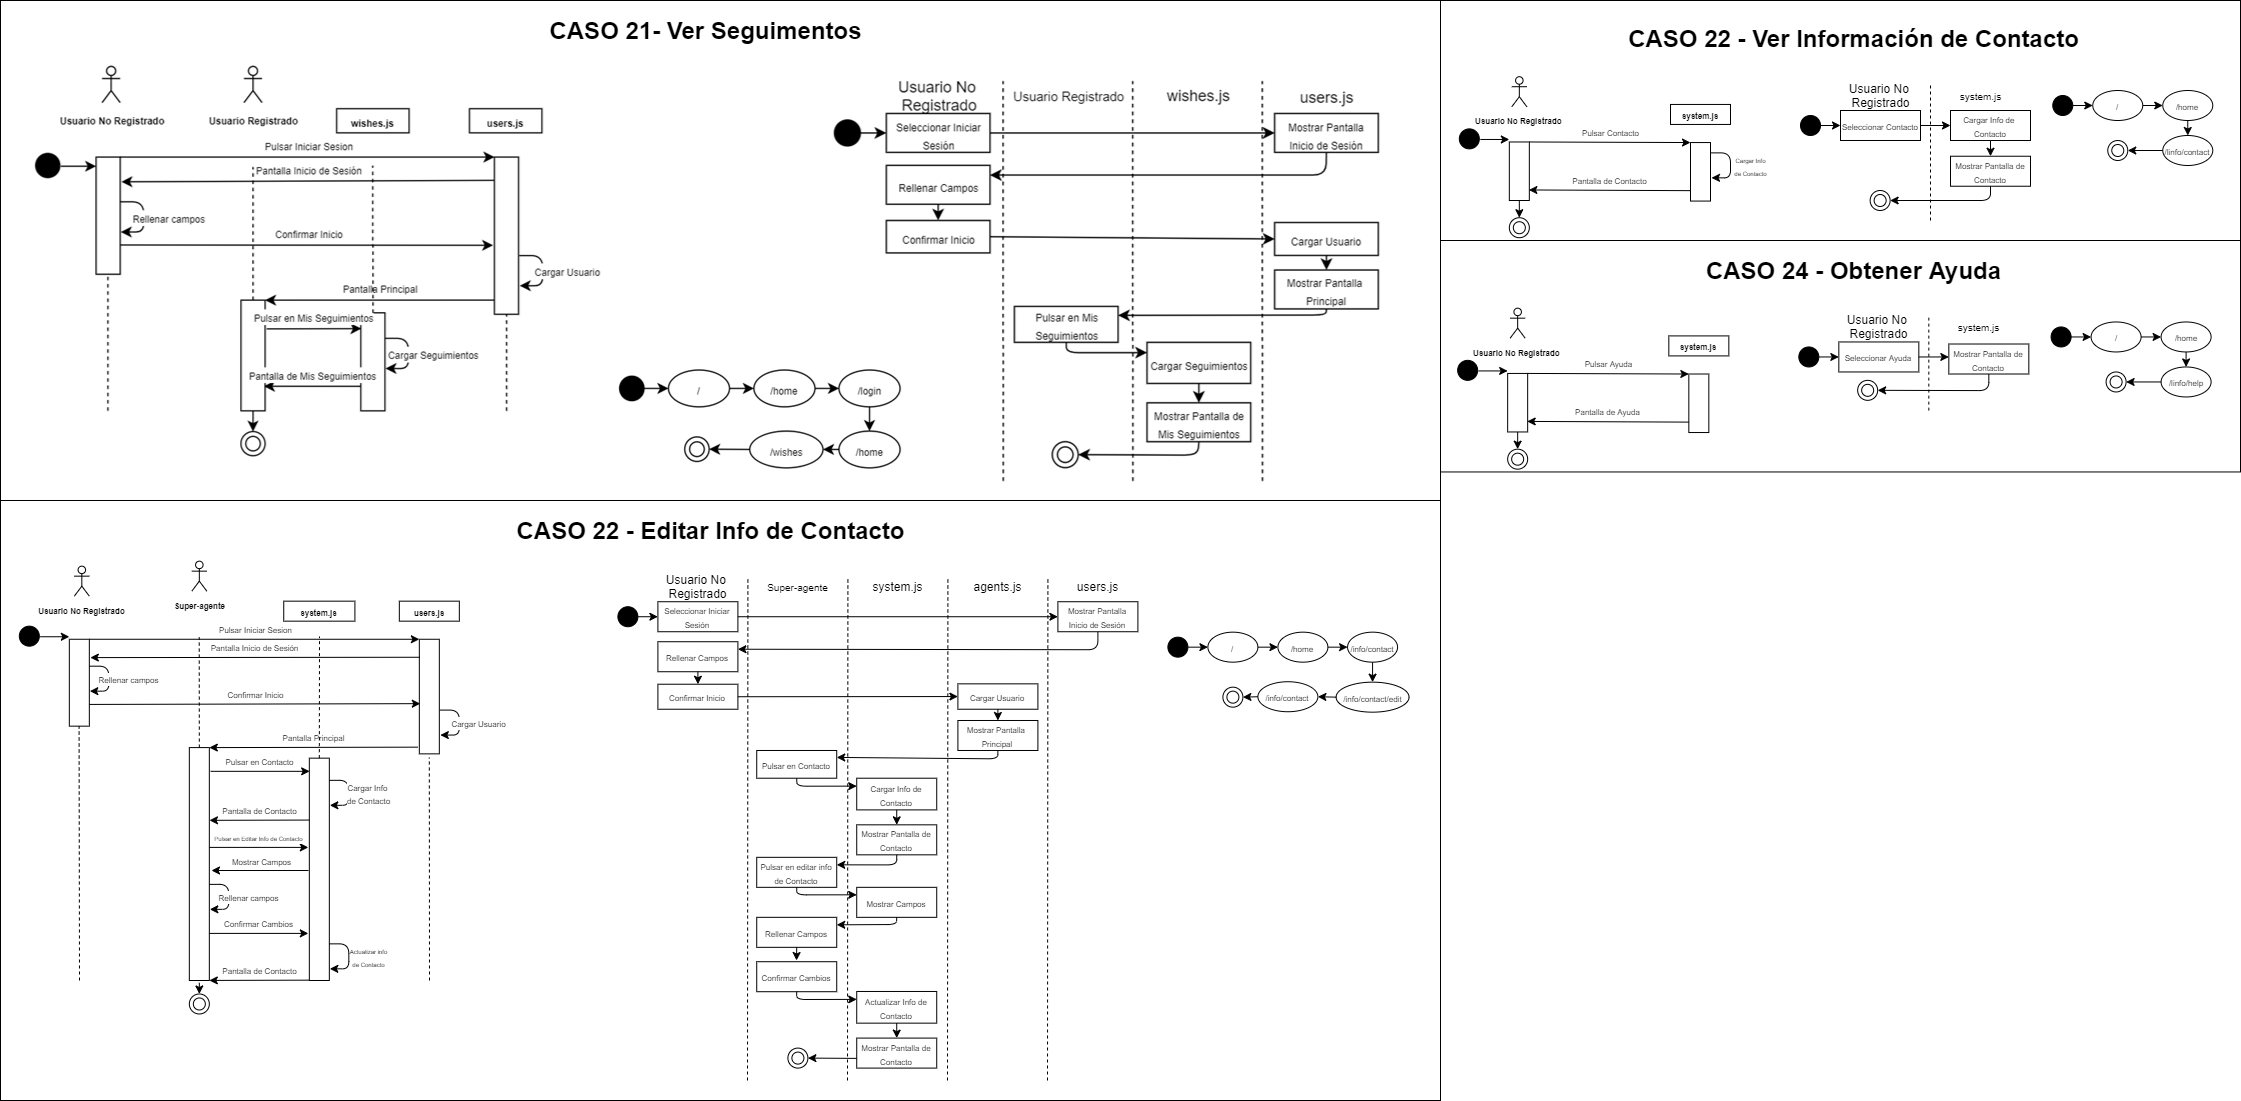 CASO 21- Ver Seguimentos
Usuario No Registrado
Usuario Registrado
wishes.js
users.js
Pulsar Iniciar Sesion
Pantalla Inicio de Sesión
Rellenar campos
Confirmar Inicio
Cargar Usuario
Pantalla Principal
Pulsar en Mis Seguimientos
Cargar Seguimientos
Pantalla de Mis Seguimientos
/
/home
/login
/wishes
/home
Usuario No
Registrado
Usuario Registrado
wishes.js
users.js
Seleccionar Iniciar
Sesión
Mostrar Pantalla
Inicio de Sesión
Rellenar Campos
Confirmar Inicio
Cargar Usuario
Mostrar Pantalla
Principal
Pulsar en Mis
Seguimientos
Cargar Seguimientos
Mostrar Pantalla de
Mis Seguimientos
CASO 22 - Ver Información de Contacto
Usuario No Registrado
system.js
Pulsar Contacto
Cargar Info
de Contacto
Pantalla de Contacto
Usuario No
Registrado
system.js
Seleccionar Contacto
Cargar Info de
Contacto
Mostrar Pantalla de
Contacto
/
/home
/Iinfo/contact
CASO 24 - Obtener Ayuda
Usuario No Registrado
system.js
Pulsar Ayuda
Pantalla de Ayuda
Usuario No
Registrado
system.js
Seleccionar Ayuda
Mostrar Pantalla de
Contacto
/
/home
/Iinfo/help
CASO 22 - Editar Info de Contacto
Usuario No Registrado
Super-agente
system.js
users.js
Pulsar Iniciar Sesion
Pantalla Inicio de Sesión
Rellenar campos
Confirmar Inicio
Cargar Usuario
Pantalla Principal
Pulsar en Contacto
Cargar Info
de Contacto
Pantalla de Contacto
Pulsar en Editar Info de Contacto
Mostrar Campos
Rellenar campos
Confirmar Cambios
Actualizar info
de Contacto
Pantalla de Contacto
Usuario No
Registrado
Super-agente
system.js
agents.js
users.js
Seleccionar Iniciar
Sesión
Mostrar Pantalla
Inicio de Sesión
Rellenar Campos
Confirmar Inicio
Cargar Usuario
Mostrar Pantalla
Principal
Pulsar en Contacto
Cargar Info de
Contacto
Mostrar Pantalla de
Contacto
Pulsar en editar info
de Contacto
Mostrar Campos
Rellenar Campos
Confirmar Cambios
Actualizar Info de
Contacto
Mostrar Pantalla de
Contacto
/
/home
/info/contact
/info/contact
/info/contact/edit